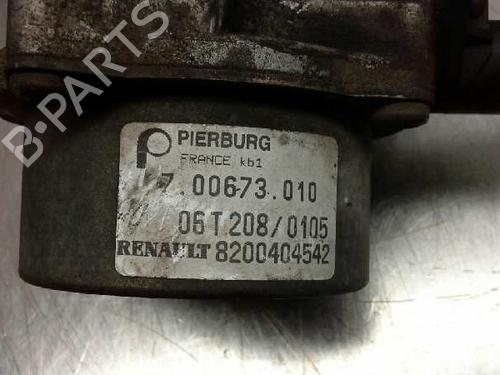 B-PARTS
PIERBURG
FRANCE kb1
7.00673.010
06T208/0105
RENAULT 8200404542